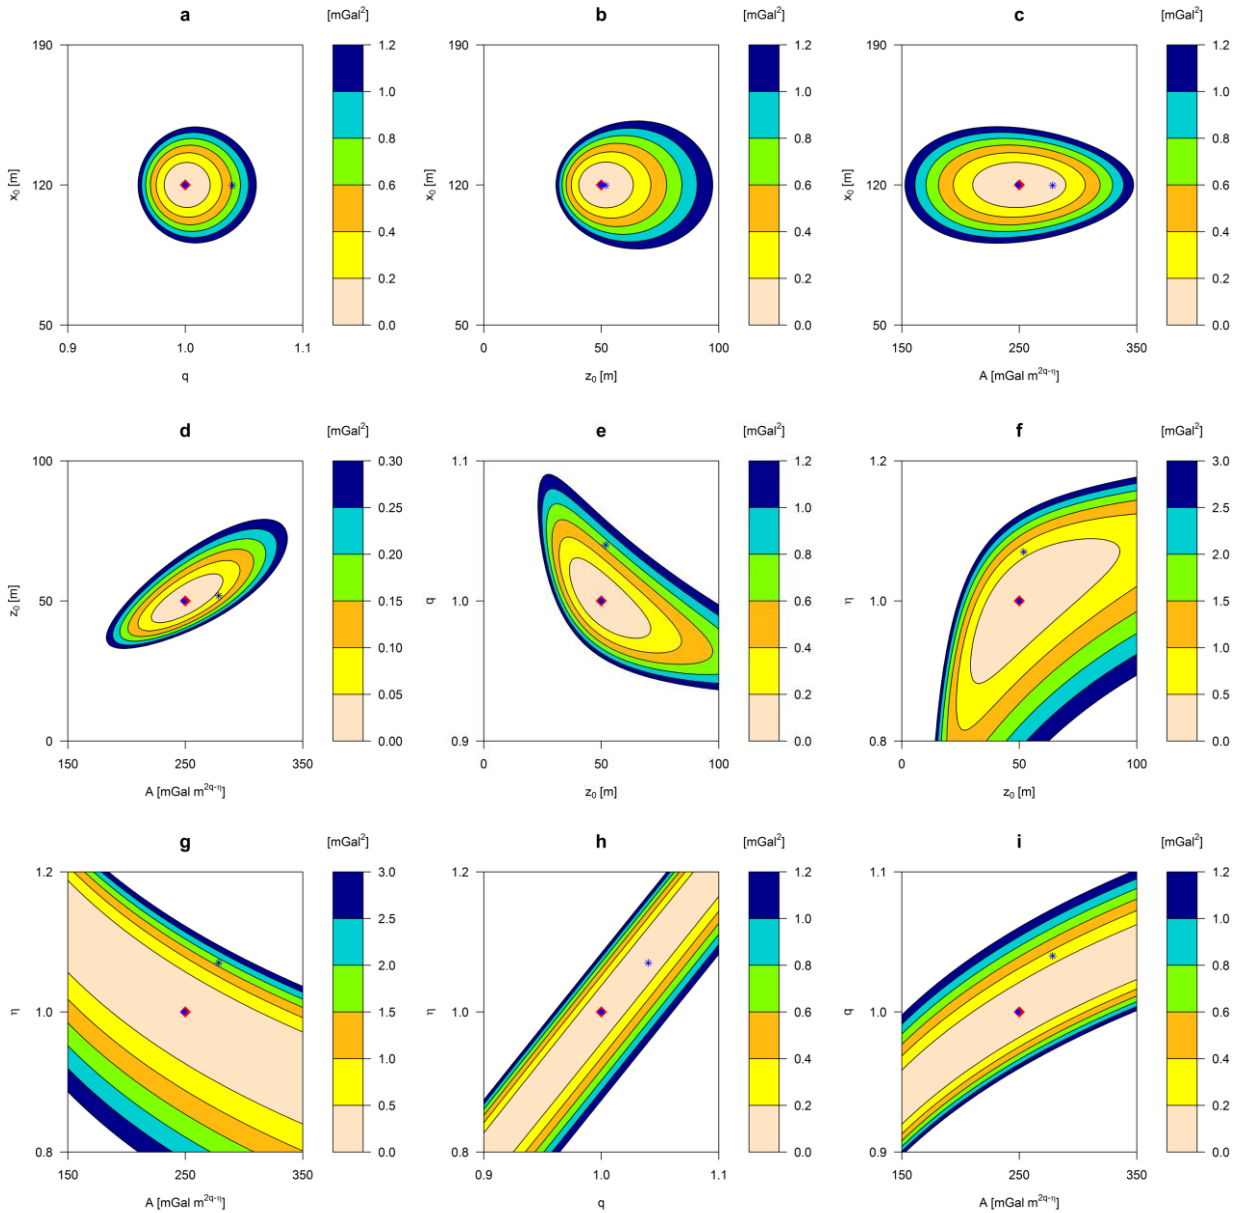 a [mGal²]
190
120
50
x₀ [m]
0.9 1.0 1.1
q
1.2
1.0
0.8
0.6
0.4
0.2
0.0
b [mGal²]
190
120
50
x₀ [m]
0 50 100
z₀ [m]
1.2
1.0
0.8
0.6
0.4
0.2
0.0
c [mGal²]
190
120
50
x₀ [m]
150 250 350
A [mGal m^2q-η]
1.2
1.0
0.8
0.6
0.4
0.2
0.0
d [mGal²]
100
50
0
z₀ [m]
150 250 350
A [mGal m^2q-η]
0.30
0.25
0.20
0.15
0.10
0.05
0.00
e [mGal²]
1.1
1.0
0.9
q
0 50 100
z₀ [m]
1.2
1.0
0.8
0.6
0.4
0.2
0.0
f [mGal²]
1.2
1.0
0.8
η
0 50 100
z₀ [m]
3.0
2.5
2.0
1.5
1.0
0.5
0.0
g [mGal²]
1.2
1.0
0.8
η
150 250 350
A [mGal m^2q-η]
3.0
2.5
2.0
1.5
1.0
0.5
0.0
h [mGal²]
1.2
1.0
0.8
η
0.9 1.0 1.1
q
1.2
1.0
0.8
0.6
0.4
0.2
0.0
i [mGal²]
1.1
1.0
0.9
q
150 250 350
A [mGal m^2q-η]
1.2
1.0
0.8
0.6
0.4
0.2
0.0